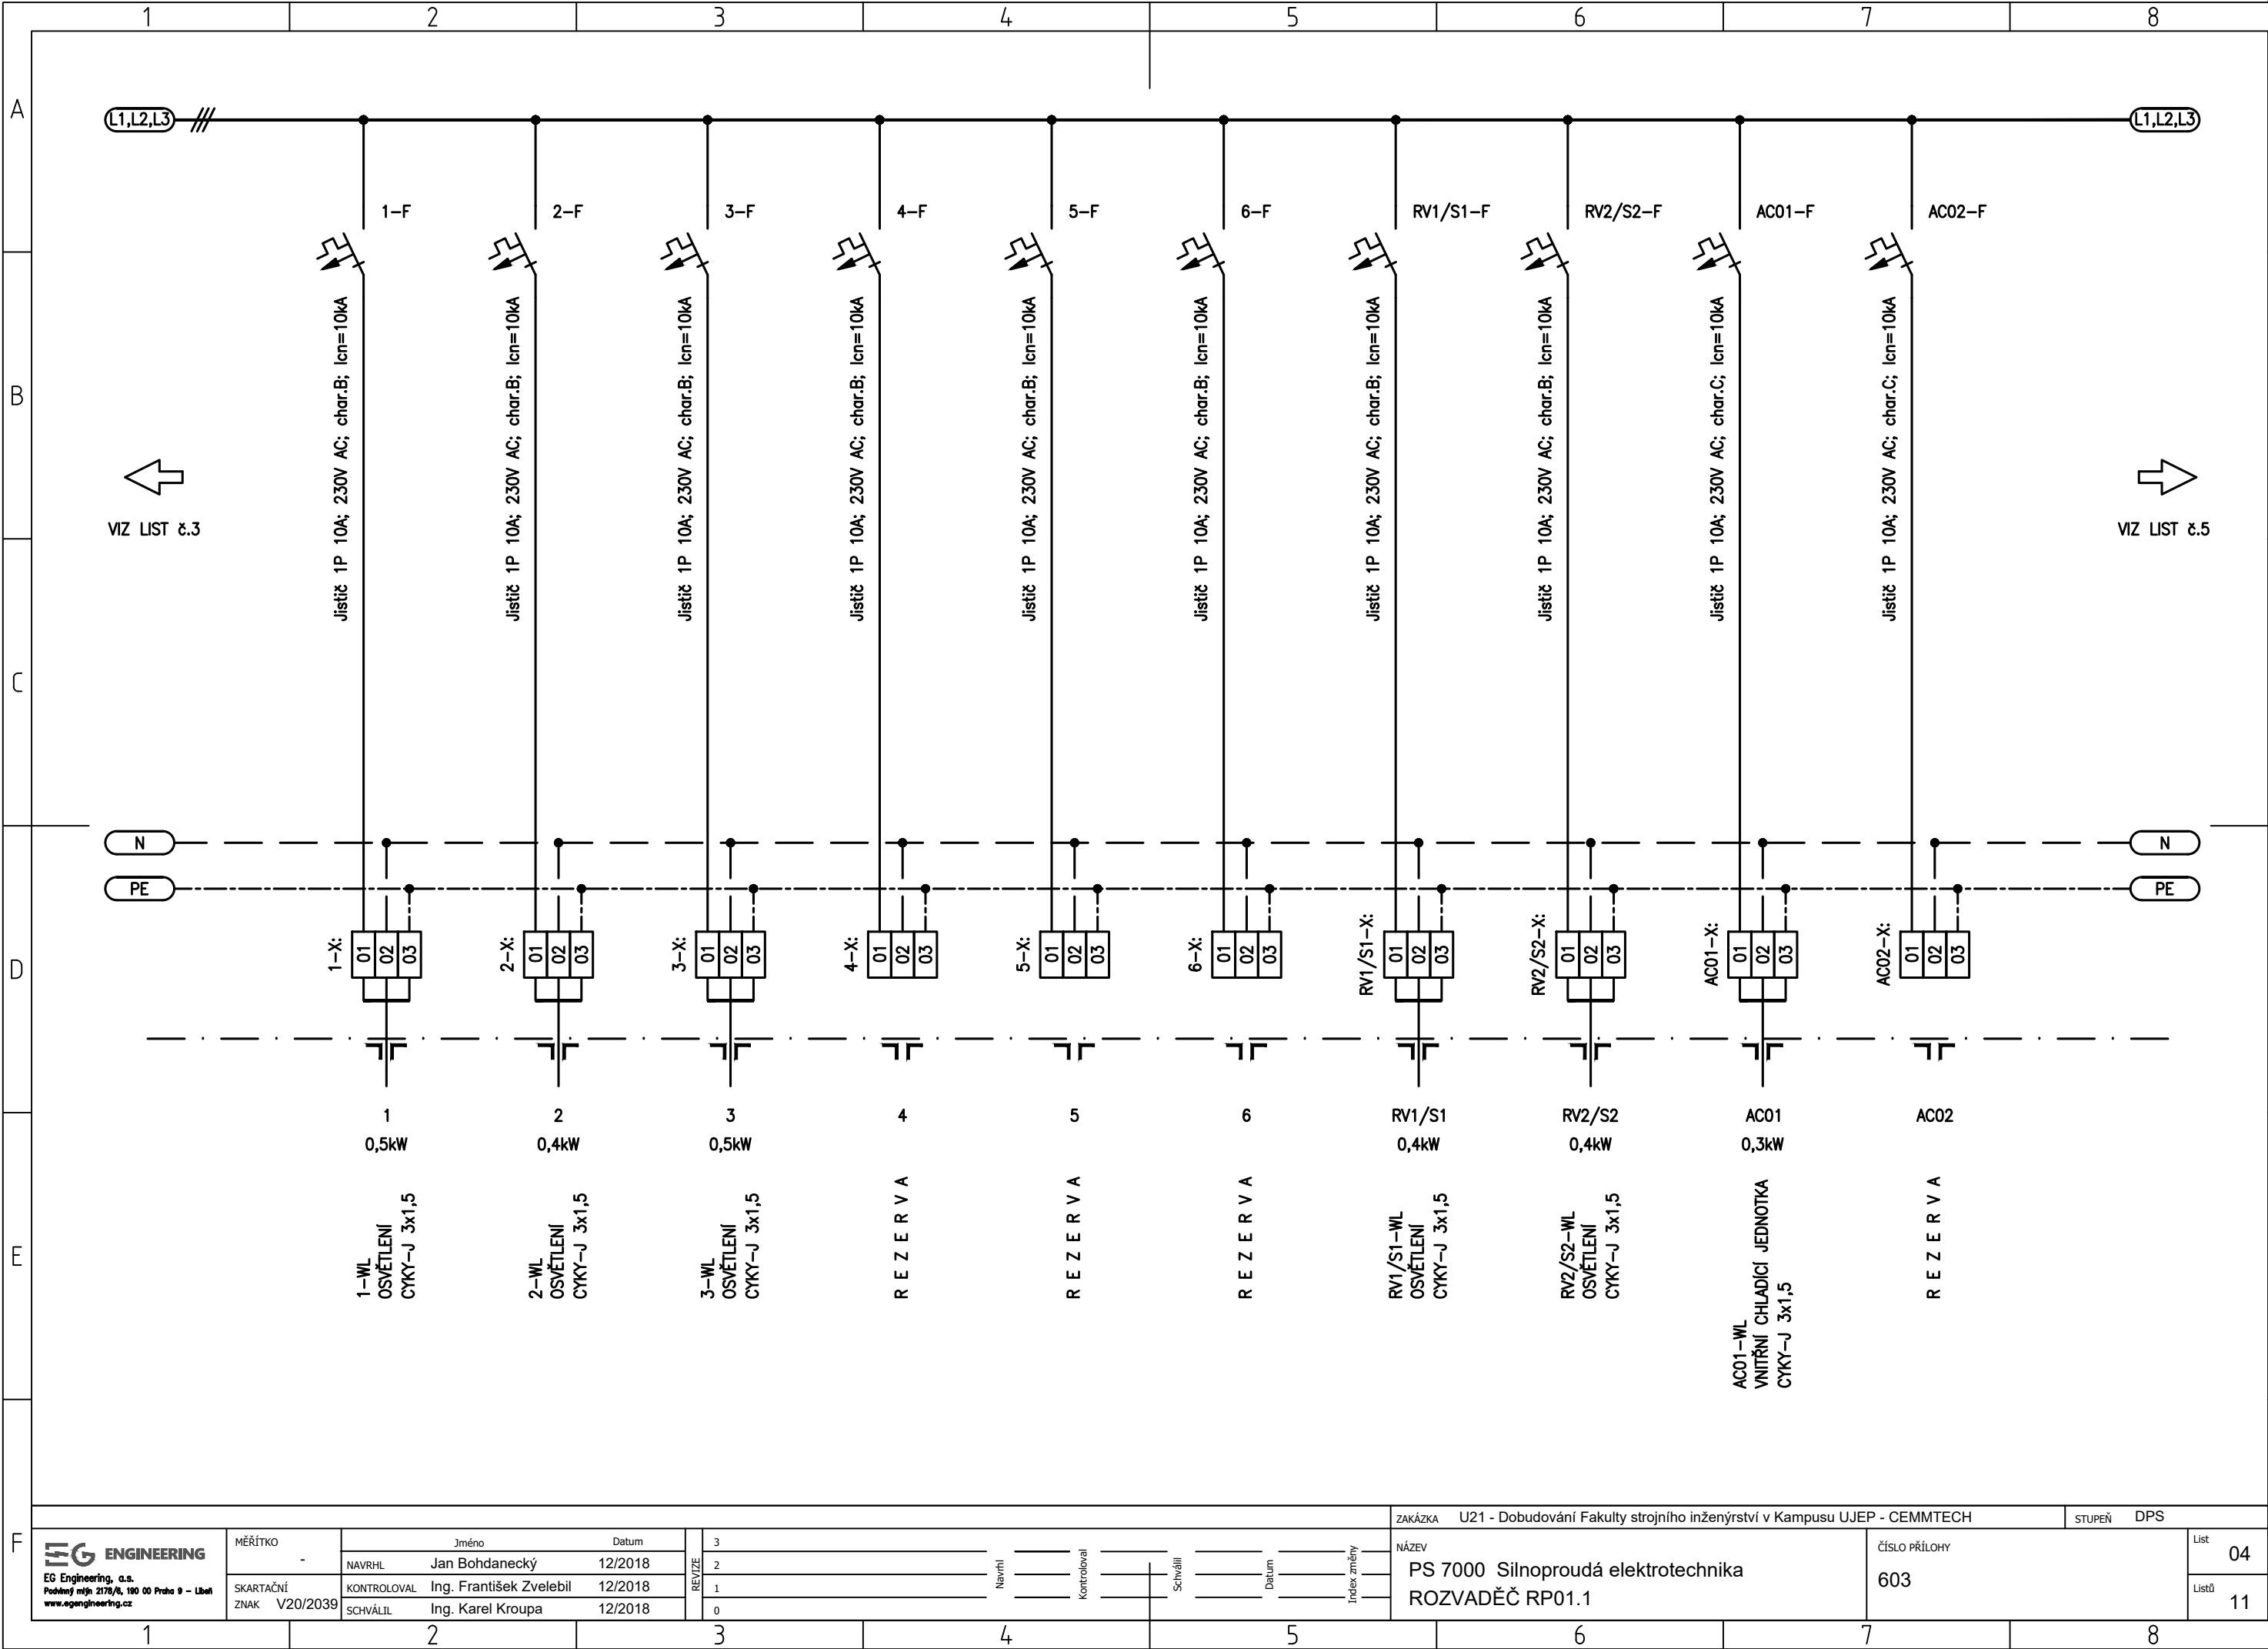 1 2 3 4 5 6 7 8
A
B
C
D
E
F
L1,L2,L3
L1,L2,L3
1-F
2-F
3-F
4-F
5-F
6-F
RV1/S1-F
RV2/S2-F
AC01-F
AC02-F
Jistič 1P 10A; 230V AC; char.B; Icn=10kA
Jistič 1P 10A; 230V AC; char.B; Icn=10kA
Jistič 1P 10A; 230V AC; char.B; Icn=10kA
Jistič 1P 10A; 230V AC; char.B; Icn=10kA
Jistič 1P 10A; 230V AC; char.B; Icn=10kA
Jistič 1P 10A; 230V AC; char.B; Icn=10kA
Jistič 1P 10A; 230V AC; char.B; Icn=10kA
Jistič 1P 10A; 230V AC; char.B; Icn=10kA
Jistič 1P 10A; 230V AC; char.C; Icn=10kA
Jistič 1P 10A; 230V AC; char.C; Icn=10kA
VIZ LIST č.3
VIZ LIST č.5
N
N
PE
PE
1-X:
01
02
03
2-X:
01
02
03
3-X:
01
02
03
4-X:
01
02
03
5-X:
01
02
03
6-X:
01
02
03
RV1/S1-X:
01
02
03
RV2/S2-X:
01
02
03
AC01-X:
01
02
03
AC02-X:
01
02
03
1
0,5kW
1-WL
OSVĚTLENÍ
CYKY-J 3x1,5
2
0,4kW
2-WL
OSVĚTLENÍ
CYKY-J 3x1,5
3
0,5kW
3-WL
OSVĚTLENÍ
CYKY-J 3x1,5
4
R E Z E R V A
5
R E Z E R V A
6
R E Z E R V A
RV1/S1
0,4kW
RV1/S1-WL
OSVĚTLENÍ
CYKY-J 3x1,5
RV2/S2
0,4kW
RV2/S2-WL
OSVĚTLENÍ
CYKY-J 3x1,5
AC01
0,3kW
AC01-WL
VNITŘNÍ CHLADÍCÍ JEDNOTKA
CYKY-J 3x1,5
AC02
R E Z E R V A
EG ENGINEERING
EG Engineering, a.s.
Podvinný mlýn 2178/6, 190 00 Praha 9 - Libeň
www.egengineering.cz
MĚŘÍTKO
-
SKARTAČNÍ
ZNAK V20/2039
Jméno Datum
NAVRHL Jan Bohdanecký 12/2018
KONTROLOVAL Ing. František Zvelebil 12/2018
SCHVÁLIL Ing. Karel Kroupa 12/2018
REVIZE
3
2
1
0
Navrhl
Kontroloval
Schválil
Datum
Index změny
ZAKÁZKA U21 - Dobudování Fakulty strojního inženýrství v Kampusu UJEP - CEMMTECH
STUPEŇ DPS
NÁZEV
PS 7000 Silnoproudá elektrotechnika
ROZVADĚČ RP01.1
ČÍSLO PŘÍLOHY
603
List
04
Listů
11
1 2 3 4 5 6 7 8